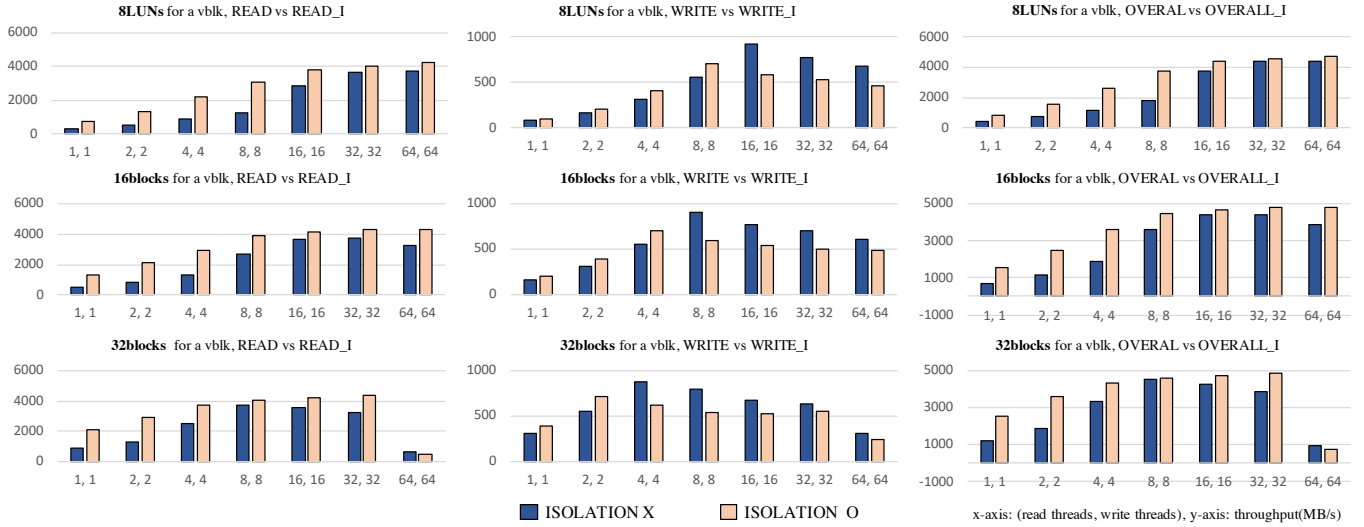 8LUNs for a vblk, READ vs READ_I
6000
4000
2000
0
1, 1 2, 2 4, 4 8, 8 16, 16 32, 32 64, 64
8LUNs for a vblk, WRITE vs WRITE_I
1000
500
0
1, 1 2, 2 4, 4 8, 8 16, 16 32, 32 64, 64
8LUNs for a vblk, OVERAL vs OVERALL_I
6000
4000
2000
0
1, 1 2, 2 4, 4 8, 8 16, 16 32, 32 64, 64
16blocks for a vblk, READ vs READ_I
6000
4000
2000
0
1, 1 2, 2 4, 4 8, 8 16, 16 32, 32 64, 64
16blocks for a vblk, WRITE vs WRITE_I
1000
500
0
1, 1 2, 2 4, 4 8, 8 16, 16 32, 32 64, 64
16blocks for a vblk, OVERAL vs OVERALL_I
5000
3000
1000
-1000
1, 1 2, 2 4, 4 8, 8 16, 16 32, 32 64, 64
32blocks for a vblk, READ vs READ_I
6000
4000
2000
0
1, 1 2, 2 4, 4 8, 8 16, 16 32, 32 64, 64
32blocks for a vblk, WRITE vs WRITE_I
1000
500
0
1, 1 2, 2 4, 4 8, 8 16, 16 32, 32 64, 64
32blocks for a vblk, OVERAL vs OVERALL_I
5000
3000
1000
-1000
1, 1 2, 2 4, 4 8, 8 16, 16 32, 32 64, 64
ISOLATION X ISOLATION O
x-axis: (read threads, write threads), y-axis: throughput(MB/s)